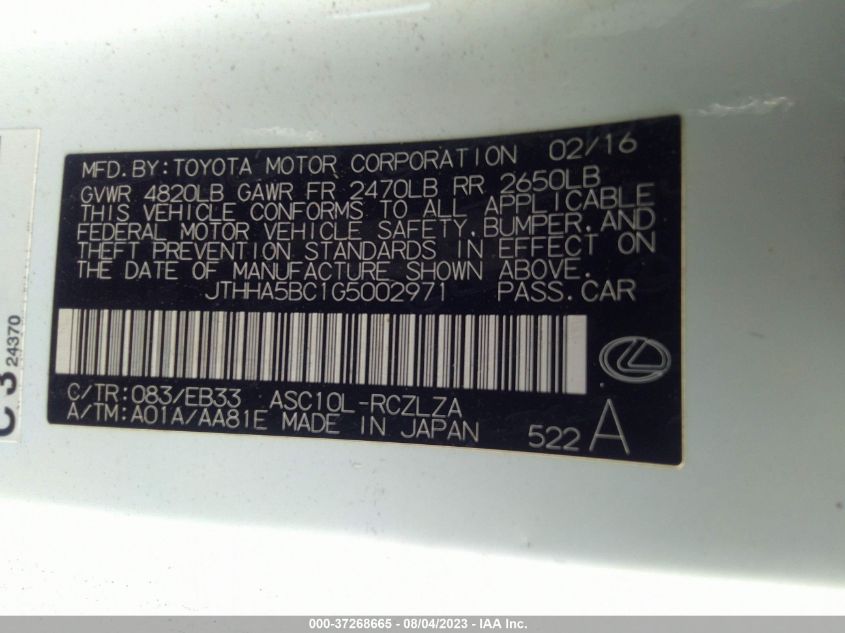 MFD.BY:TOYOTA MOTOR CORPORATION 02/16
GVWR 4820LB GAWR FR 2470LB RR 2650LB
THIS VEHICLE CONFORMS TO ALL APPLICABLE
FEDERAL MOTOR VEHICLE SAFETY,BUMPER,AND
THEFT PREVENTION STANDARDS IN EFFECT ON
THE DATE OF MANUFACTURE SHOWN ABOVE.
JTHHA5BC1G5002971 PASS.CAR
C/TR:083/EB33 ASC10L-RCZLZA
A/TM:A01A/AA81E MADE IN JAPAN
522 A
24370
000-37268665 - 08/04/2023 - IAA Inc.